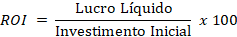 ROI = Lucro Líquido / Investimento Inicial x 100